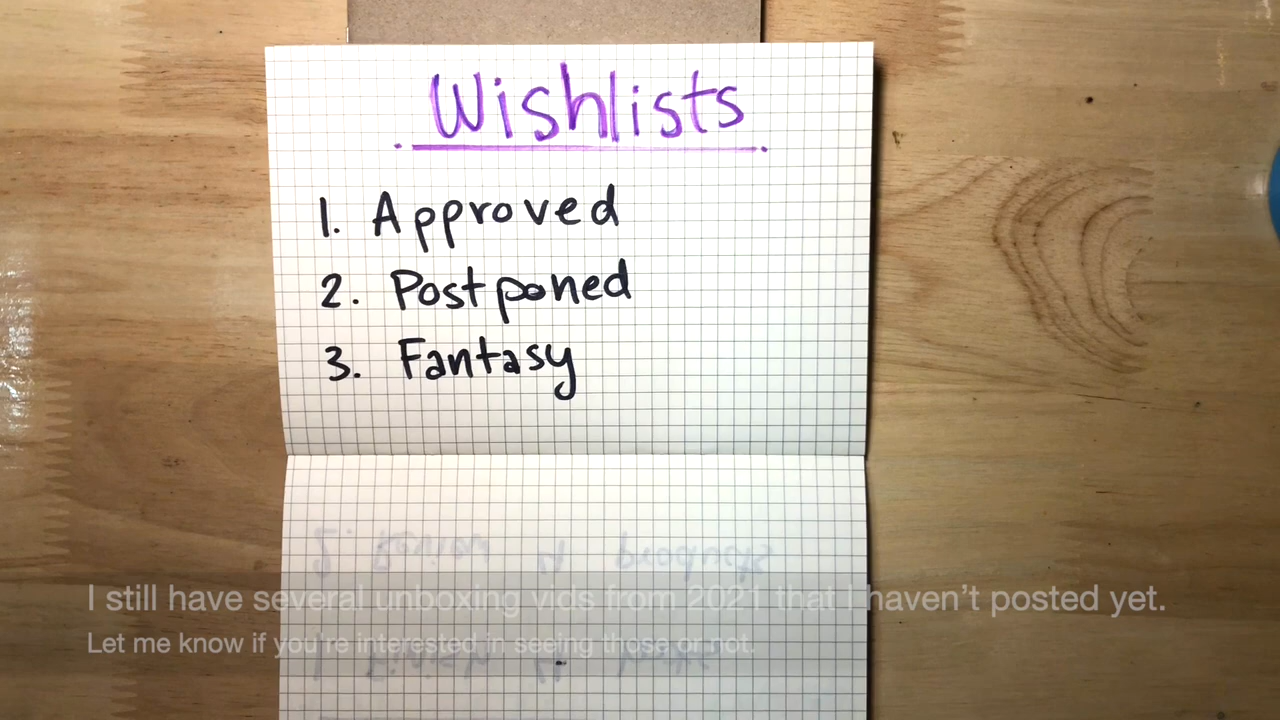 Wishlists
1. Approved
2. Postponed
3. Fantasy
I still have several unboxing vids from 2021 that I haven’t posted yet.
Let me know if you’re interested in seeing those or not.